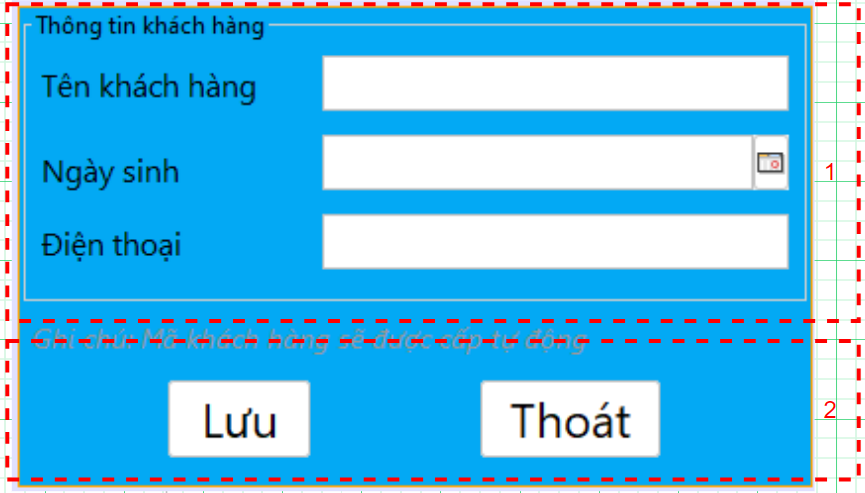 Thông tin khách hàng
Tên khách hàng
Ngày sinh
1
Điện thoại
Ghi chú: Mã khách hàng sẽ được cấp tự động
Lưu
Thoát
2